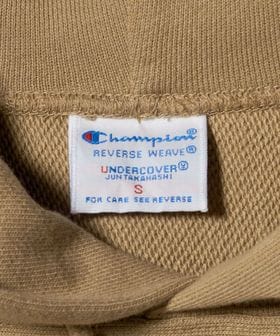 Champion
REVERSE WEAVE®
UNDERCOVER
JUN TAKAHASHI
S
FOR CARE SEE REVERSE